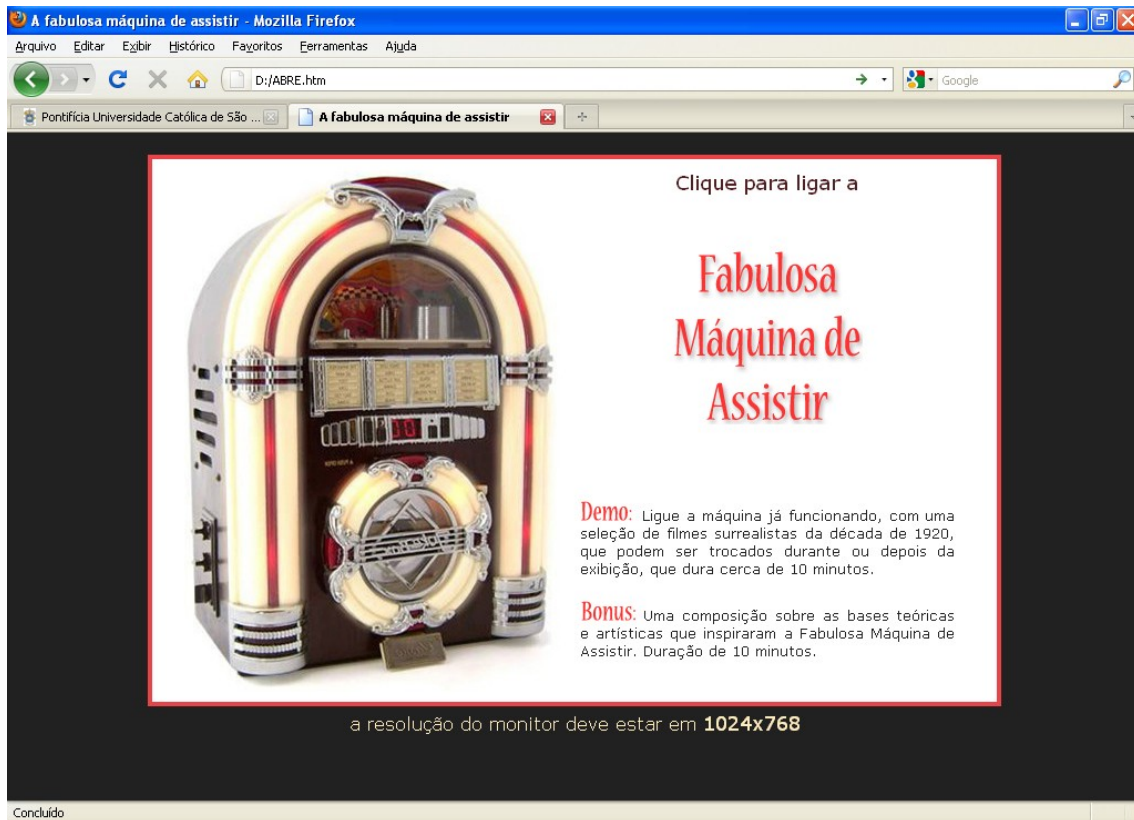 A fabulosa máquina de assistir - Mozilla Firefox
Arquivo Editar Exibir Histórico Favoritos Ferramentas Ajuda
D:/ABRE.htm
Google
Pontifícia Universidade Católica de São ...
A fabulosa máquina de assistir
Clique para ligar a
Fabulosa
Máquina de
Assistir
Demo: Ligue a máquina já funcionando, com uma
seleção de filmes surrealistas da década de 1920,
que podem ser trocados durante ou depois da
exibição, que dura cerca de 10 minutos.
Bonus: Uma composição sobre as bases teóricas
e artísticas que inspiraram a Fabulosa Máquina de
Assistir. Duração de 10 minutos.
a resolução do monitor deve estar em 1024x768
Concluído